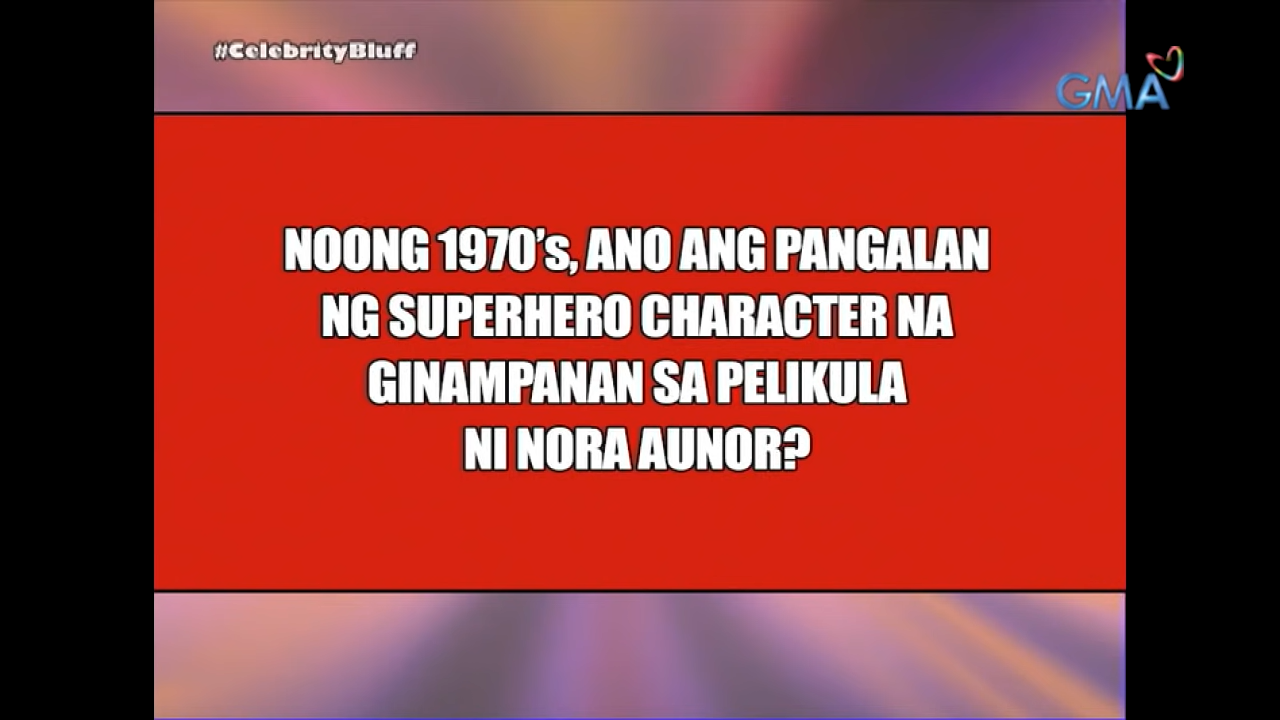 #CelebrityBluff
GMA
NOONG 1970's, ANO ANG PANGALAN
NG SUPERHERO CHARACTER NA
GINAMPANAN SA PELIKULA
NI NORA AUNOR?